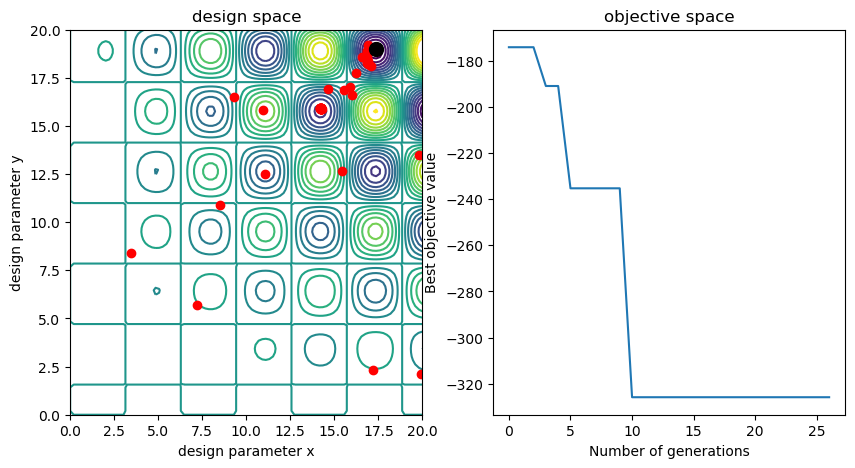 design space
20.0
17.5
15.0
12.5
10.0
7.5
5.0
2.5
0.0
design parameter y
0.0 2.5 5.0 7.5 10.0 12.5 15.0 17.5 20.0
design parameter x
objective space
−180
−200
−220
−240
−260
−280
−300
−320
Best objective value
0 5 10 15 20 25
Number of generations